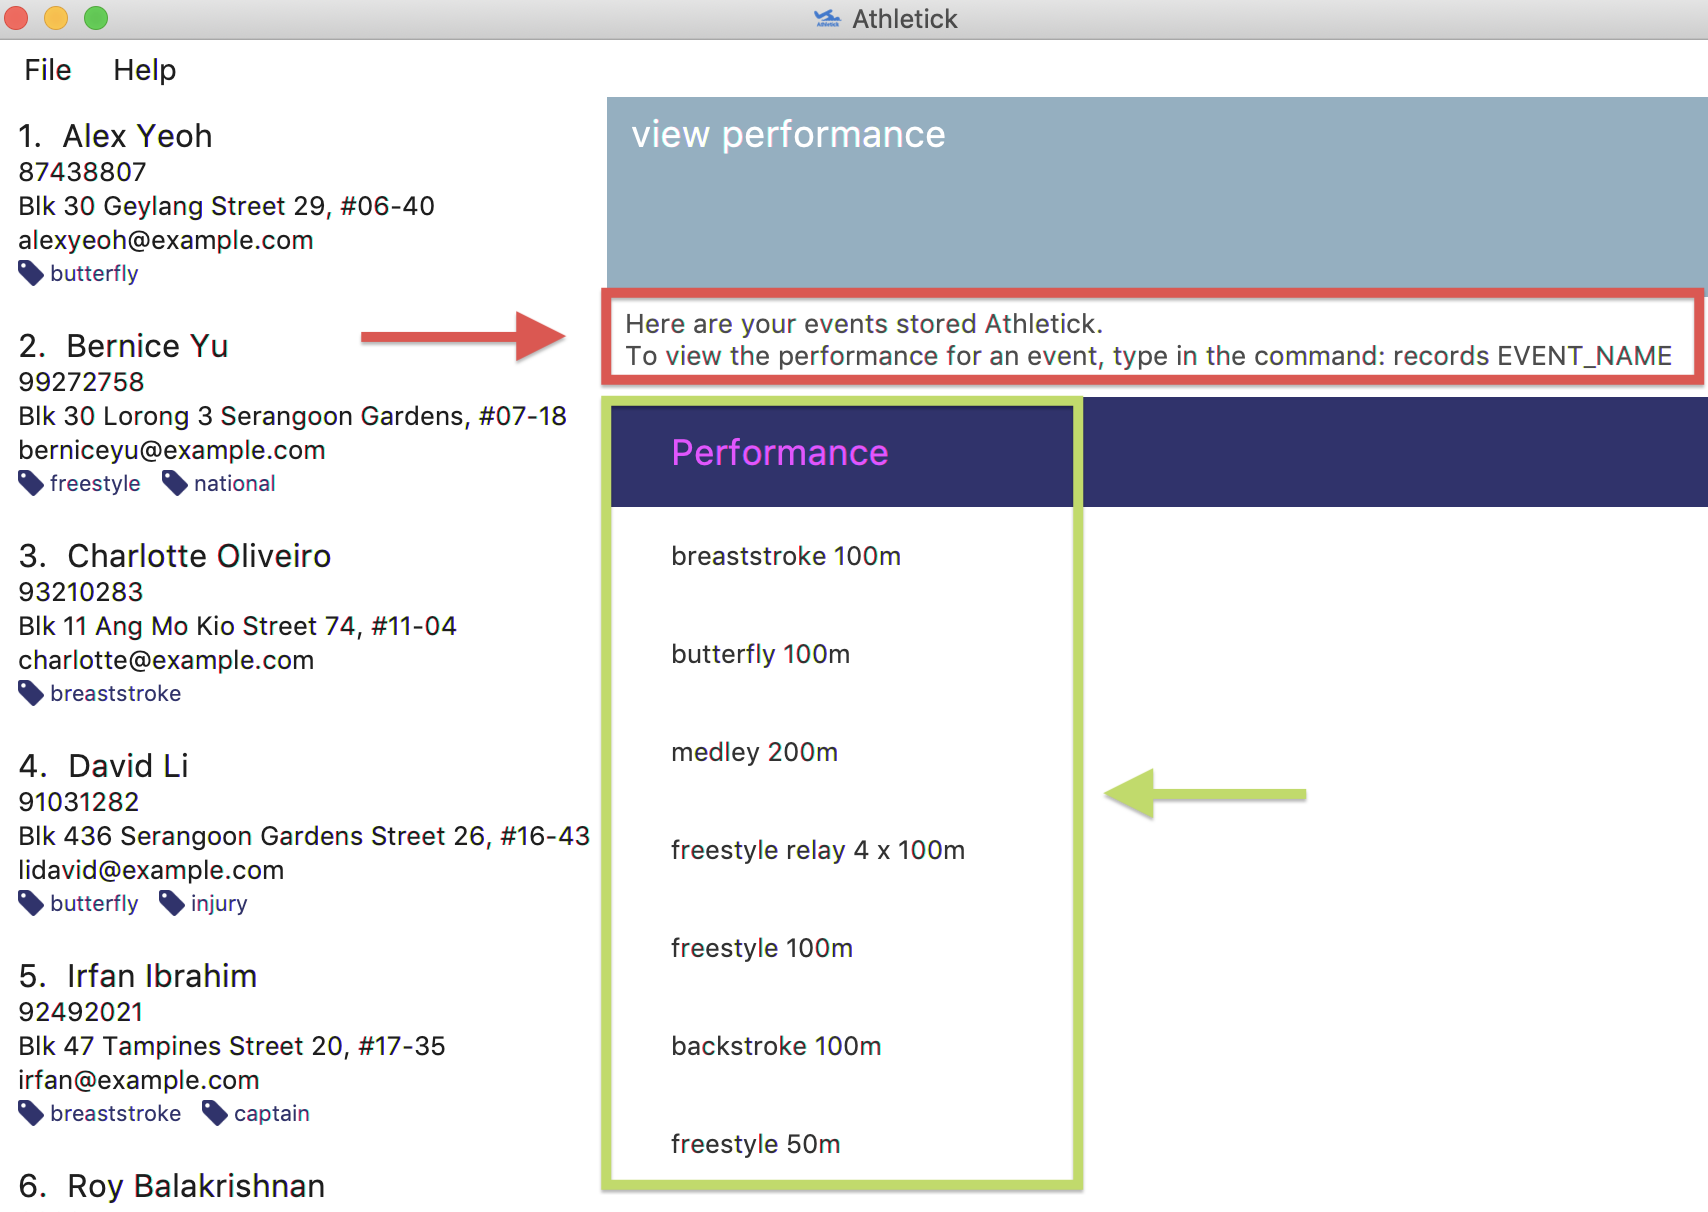 Athletick
File Help
1. Alex Yeoh
87438807
Blk 30 Geylang Street 29, #06-40
alexyeoh@example.com
butterfly
2. Bernice Yu
99272758
Blk 30 Lorong 3 Serangoon Gardens, #07-18
berniceyu@example.com
freestyle national
3. Charlotte Oliveiro
93210283
Blk 11 Ang Mo Kio Street 74, #11-04
charlotte@example.com
breaststroke
4. David Li
91031282
Blk 436 Serangoon Gardens Street 26, #16-43
lidavid@example.com
butterfly injury
5. Irfan Ibrahim
92492021
Blk 47 Tampines Street 20, #17-35
irfan@example.com
breaststroke captain
6. Roy Balakrishnan
view performance
Here are your events stored Athletick.
To view the performance for an event, type in the command: records EVENT_NAME
Performance
breaststroke 100m
butterfly 100m
medley 200m
freestyle relay 4 x 100m
freestyle 100m
backstroke 100m
freestyle 50m